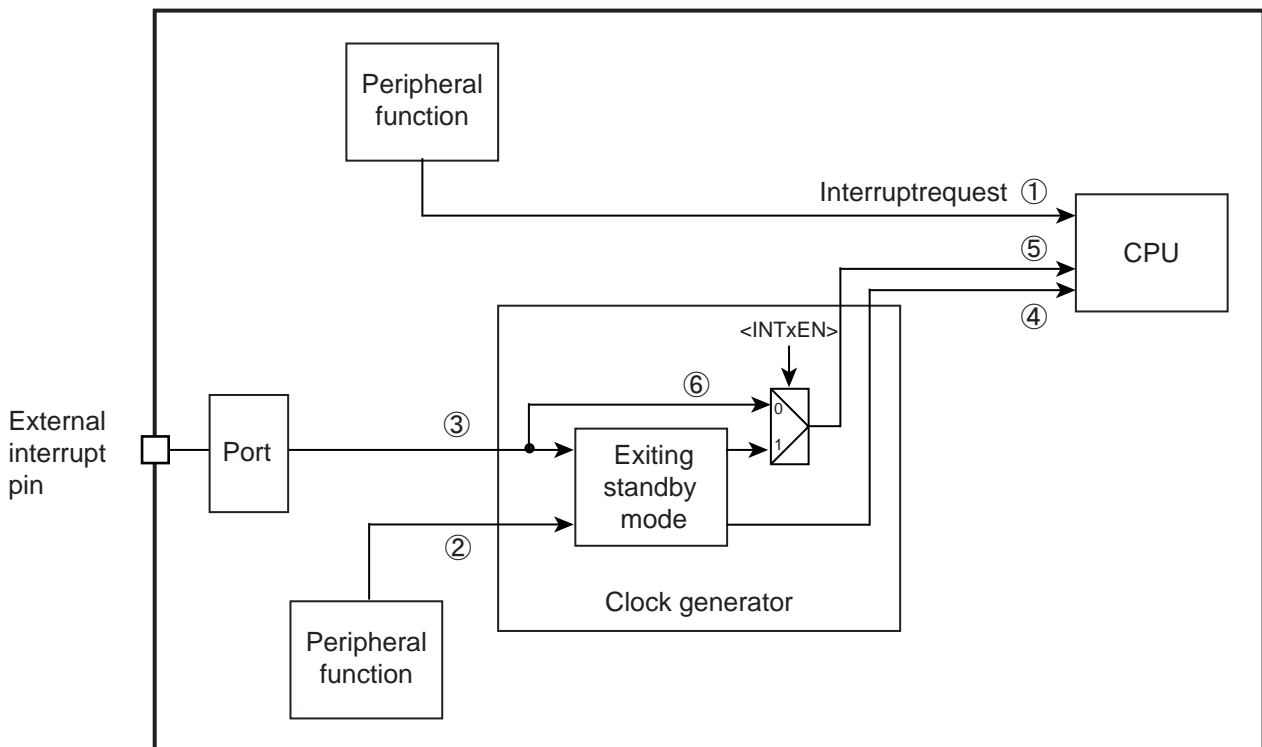 Peripheral
function
Interruptrequest ①
CPU
⑤
④
<INTxEN>
⑥
0
1
External
interrupt
pin
Port
③
Exiting
standby
mode
②
Clock generator
Peripheral
function